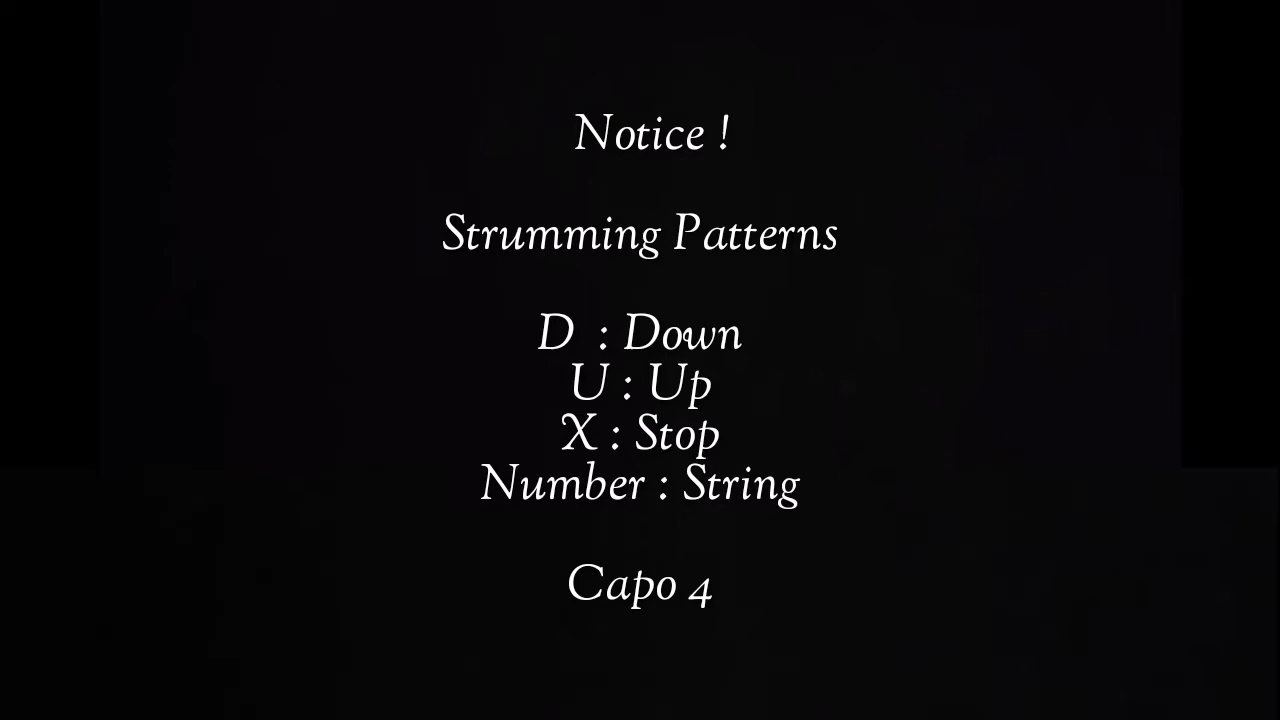 Notice !
Strumming Patterns
D : Down
U : Up
X : Stop
Number : String
Capo 4